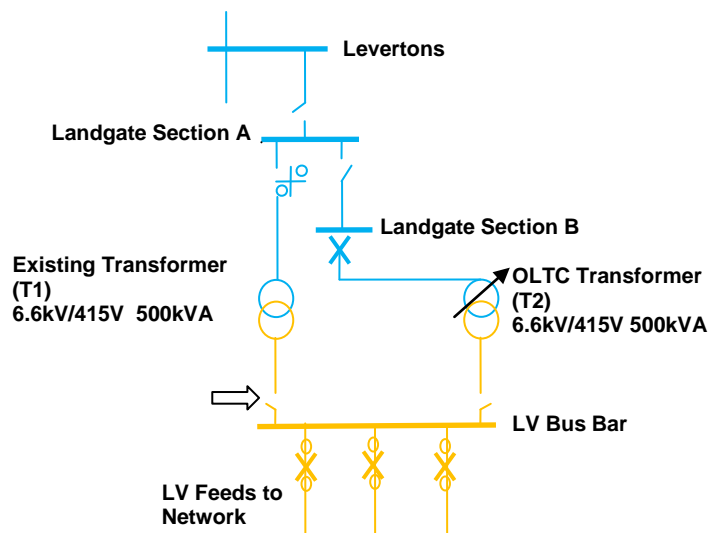 Levertons
Landgate Section A
Landgate Section B
Existing Transformer
(T1)
6.6kV/415V 500kVA
OLTC Transformer
(T2)
6.6kV/415V 500kVA
LV Bus Bar
LV Feeds to
Network